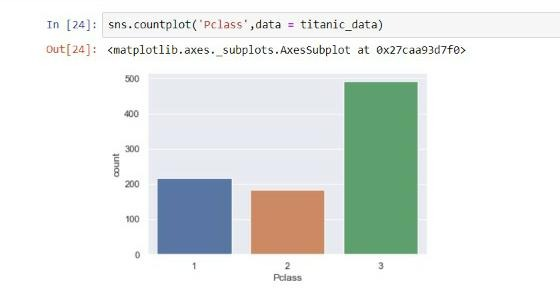 In [24]: sns.countplot('Pclass',data = titanic_data)
Out[24]: <matplotlib.axes._subplots.AxesSubplot at 0x27caa93d7f0>
500
400
300
200
100
0
count
1 2 3
Pclass